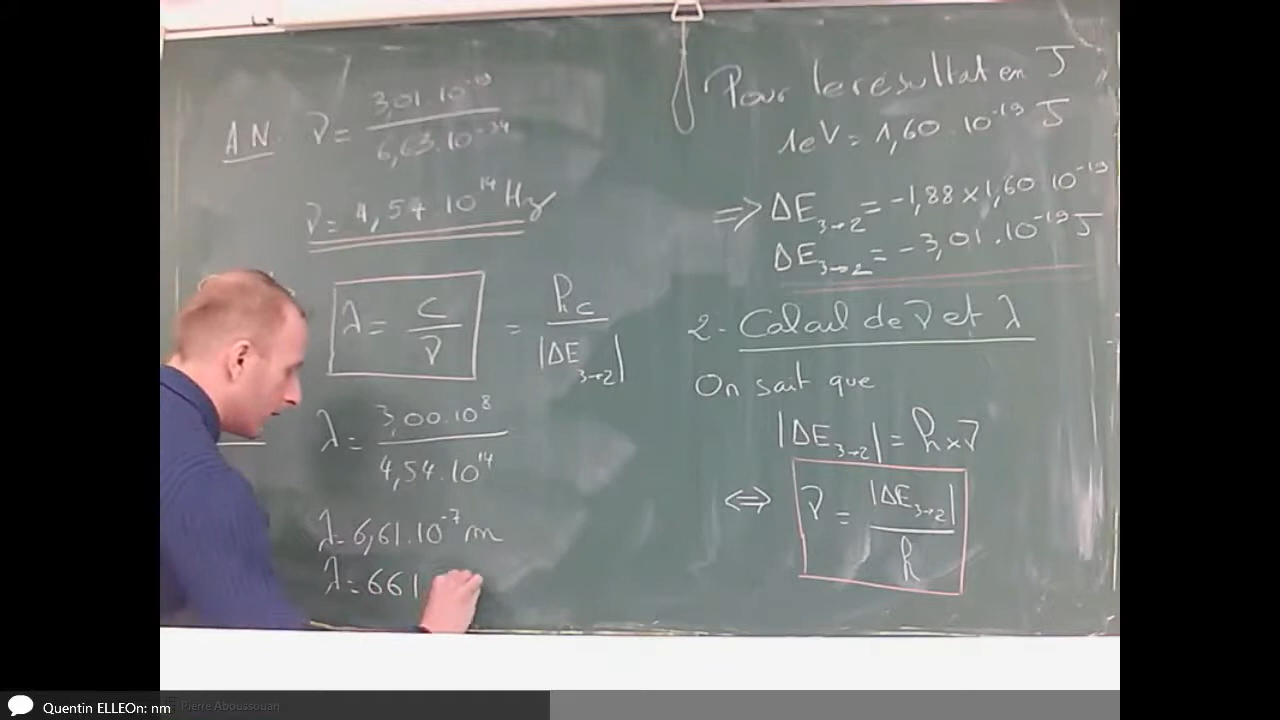 A.N. ν = 3,01.10⁻¹⁹ / 6,63.10⁻³⁴
ν = 4,54.10¹⁴ Hz
λ = c / ν = hc / |ΔE₃→₂|
λ = 3,00.10⁸ / 4,54.10¹⁴
λ = 6,61.10⁻⁷ m
λ = 661
Pour le résultat en J
1eV = 1,60.10⁻¹⁹ J
=> ΔE₃→₂ = -1,88 x 1,60 10⁻¹⁹
ΔE₃→₂ = -3,01.10⁻¹⁹ J
2- Calcul de ν et λ
On sait que
|ΔE₃→₂| = h x ν
⇔ ν = |ΔE₃→₂| / h
Quentin ELLEOn: nm
Pierre Aboussouan